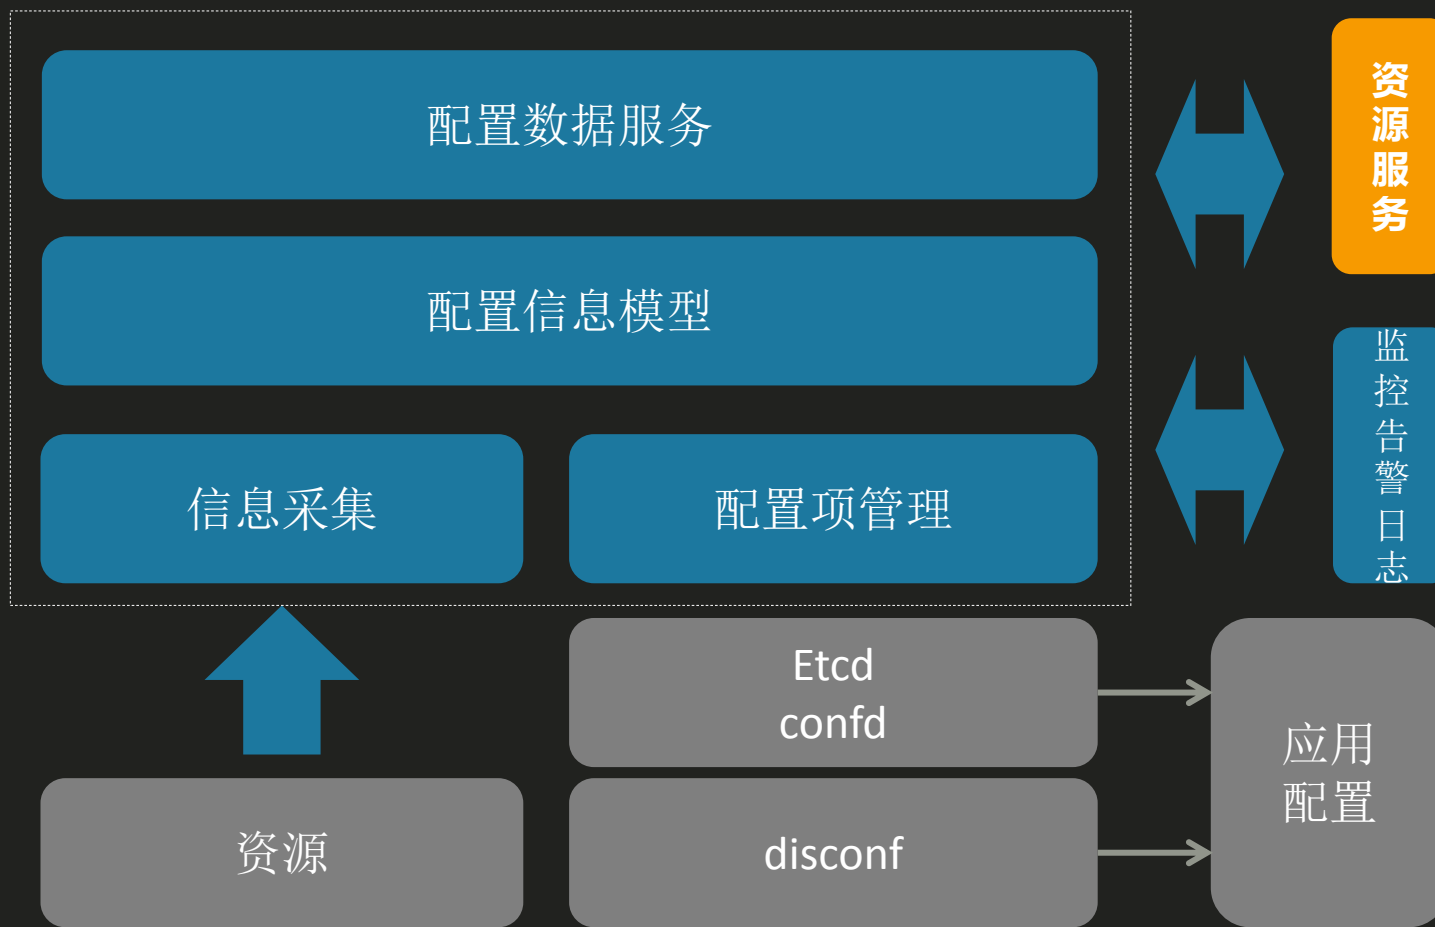 配置数据服务
配置信息模型
信息采集
配置项管理
资源服务
监控告警日志
Etcd
confd
应用
配置
资源
disconf